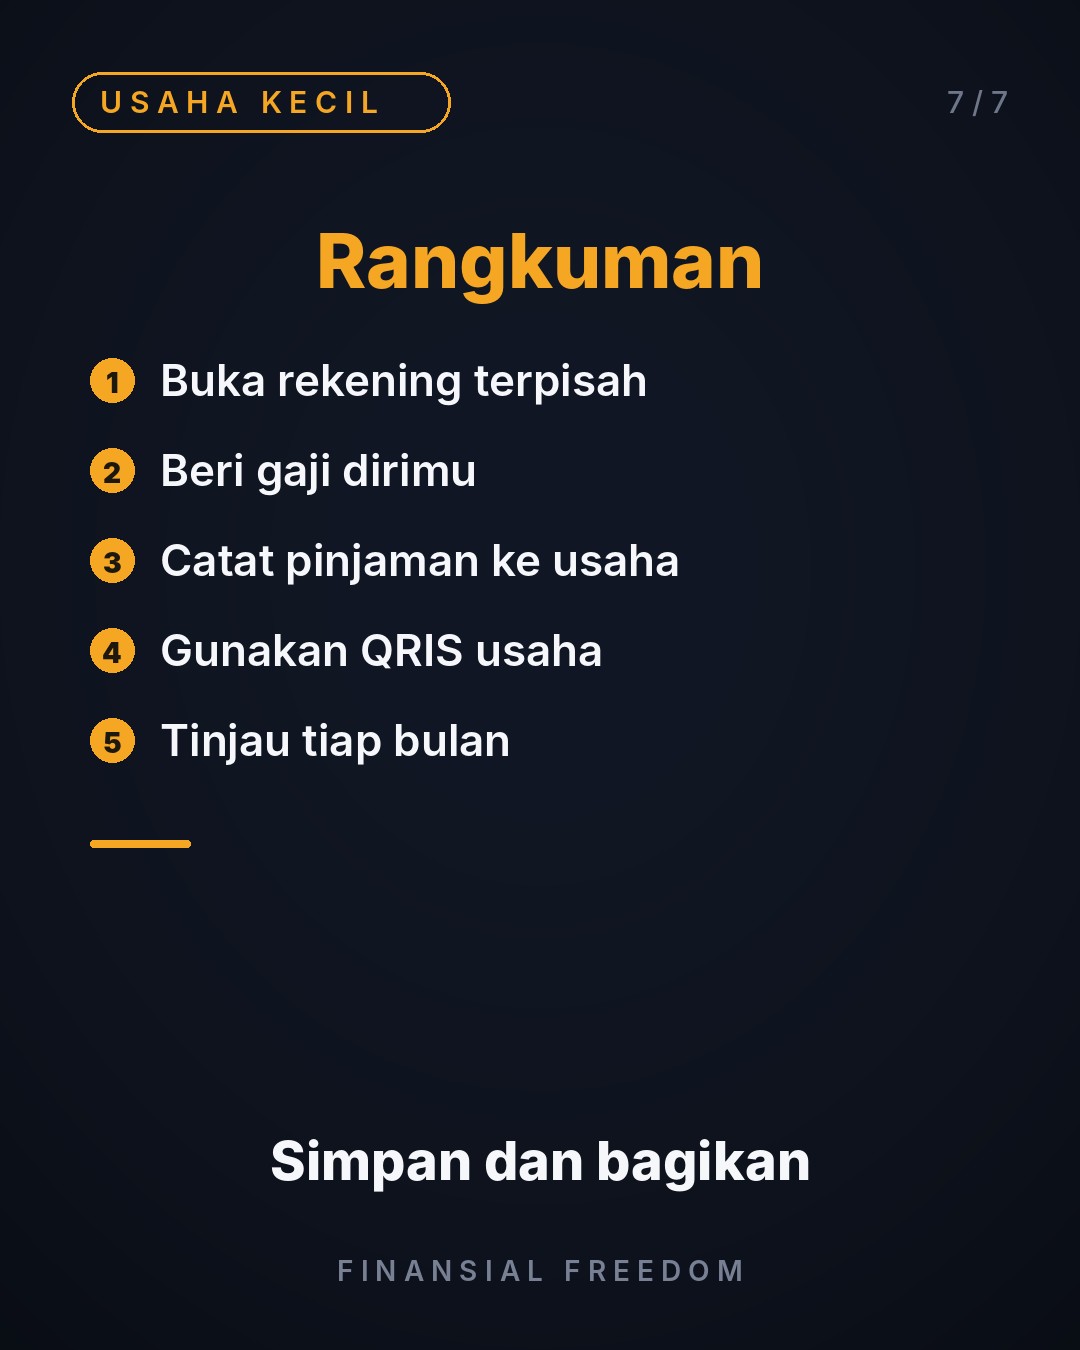 USAHA KECIL
7/7
Rangkuman
1 Buka rekening terpisah
2 Beri gaji dirimu
3 Catat pinjaman ke usaha
4 Gunakan QRIS usaha
5 Tinjau tiap bulan
Simpan dan bagikan
FINANSIAL FREEDOM